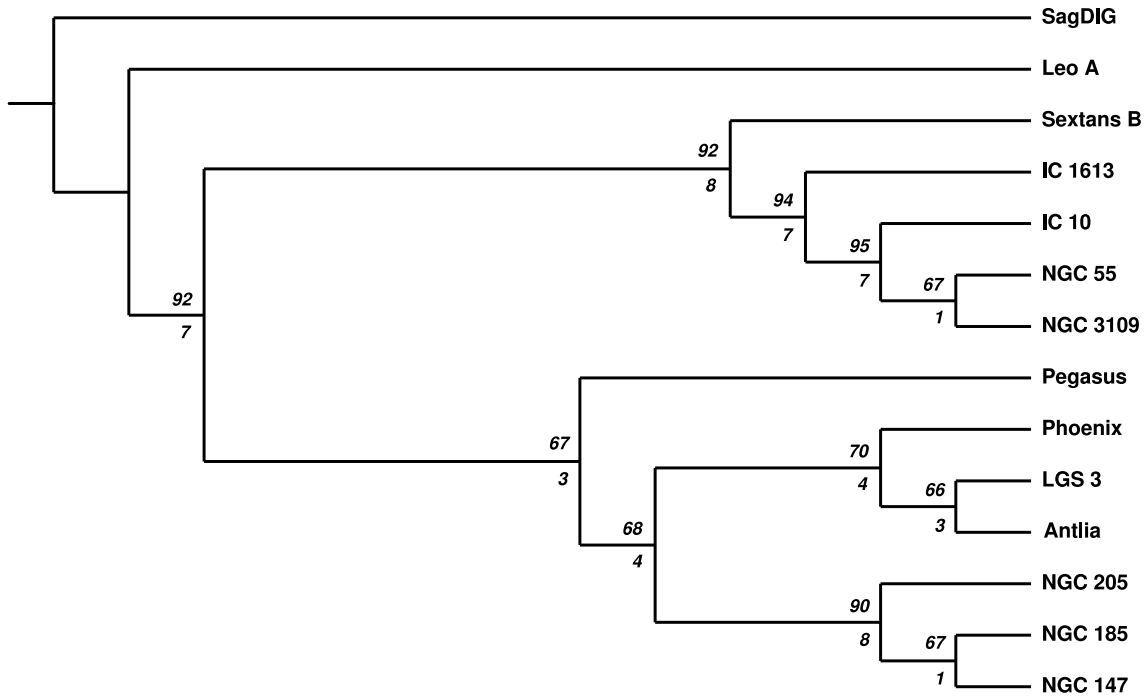 SagDIG
Leo A
Sextans B
92
8
IC 1613
94
7
IC 10
95
7
NGC 55
67
1
NGC 3109
92
7
Pegasus
67
3
Phoenix
70
4
LGS 3
66
3
Antlia
68
4
NGC 205
90
8
NGC 185
67
1
NGC 147